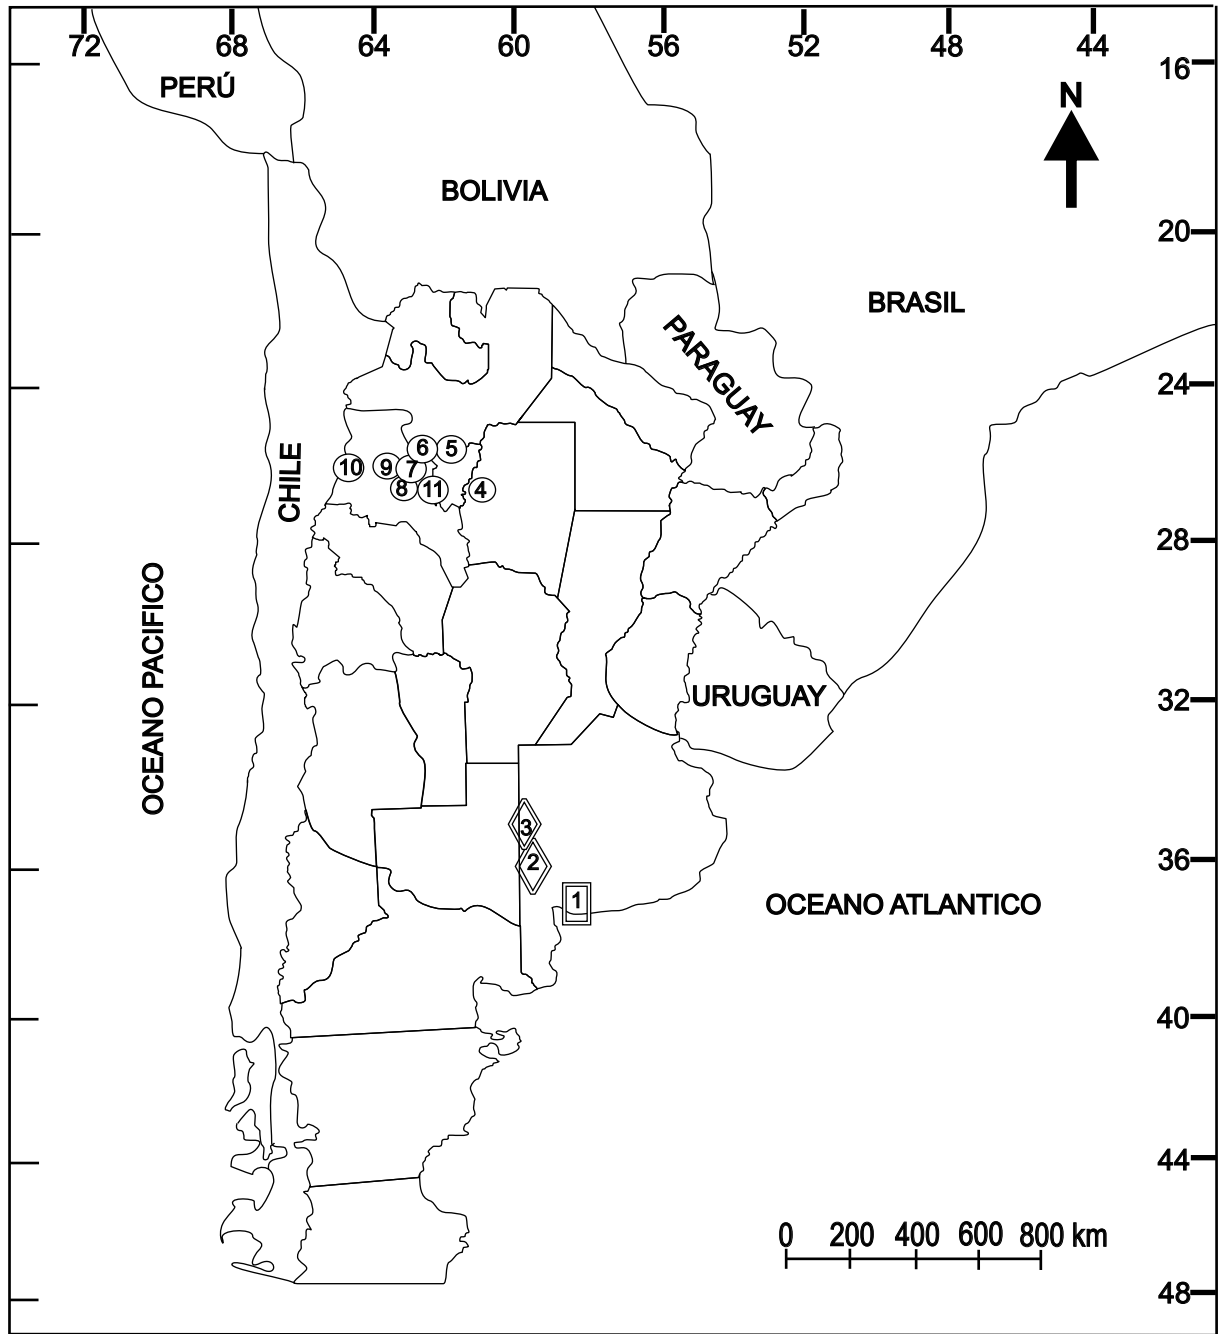 72 68 64 60 56 52 48 44
16
PERÚ
N
BOLIVIA
20
BRASIL
PARAGUAY
24
6 5
10 9 7
8 11 4
CHILE
28
OCEANO PACIFICO
URUGUAY
32
3
2
36
1
OCEANO ATLANTICO
40
44
0 200 400 600 800 km
48